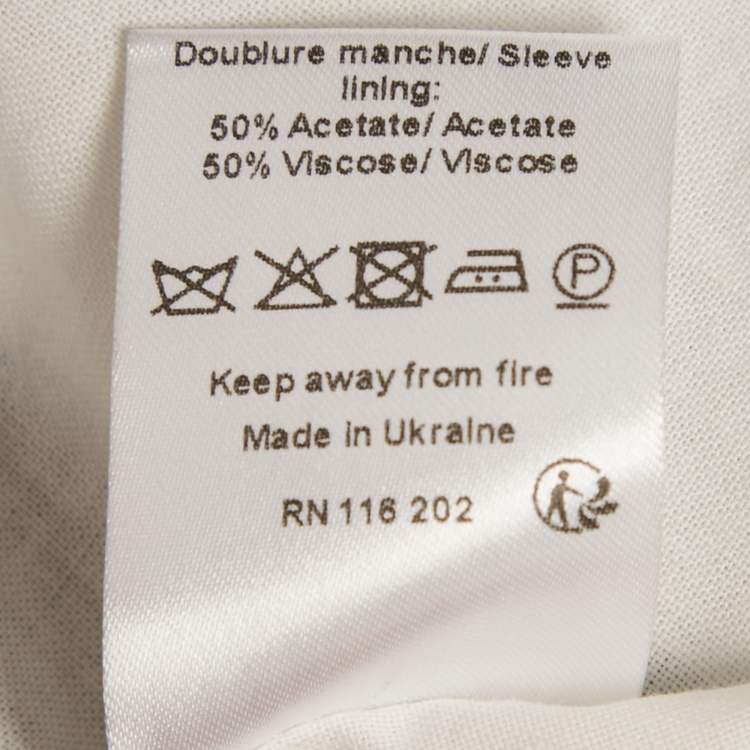 Doublure manche/ Sleeve
lining:
50% Acetate/ Acetate
50% Viscose/ Viscose
P
Keep away from fire
Made in Ukraine
RN 116 202